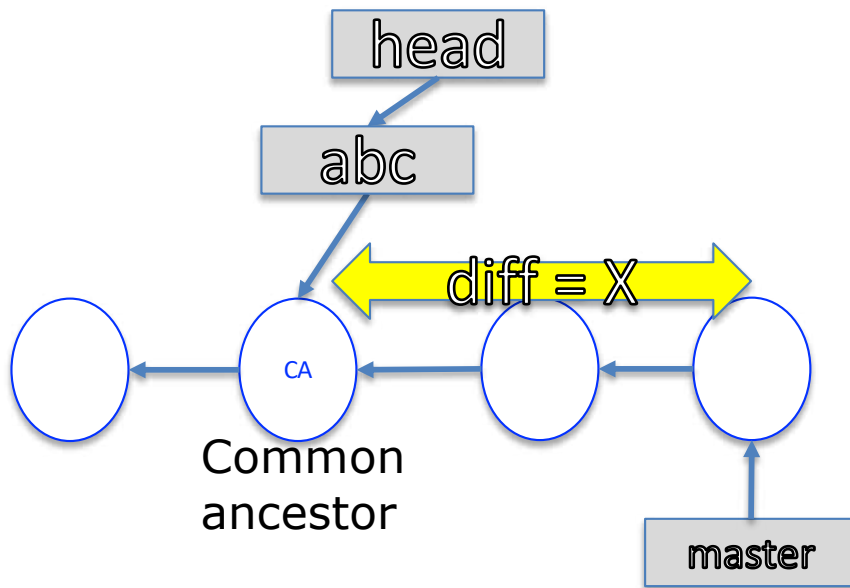 head
abc
diff = X
CA
Common
ancestor
master